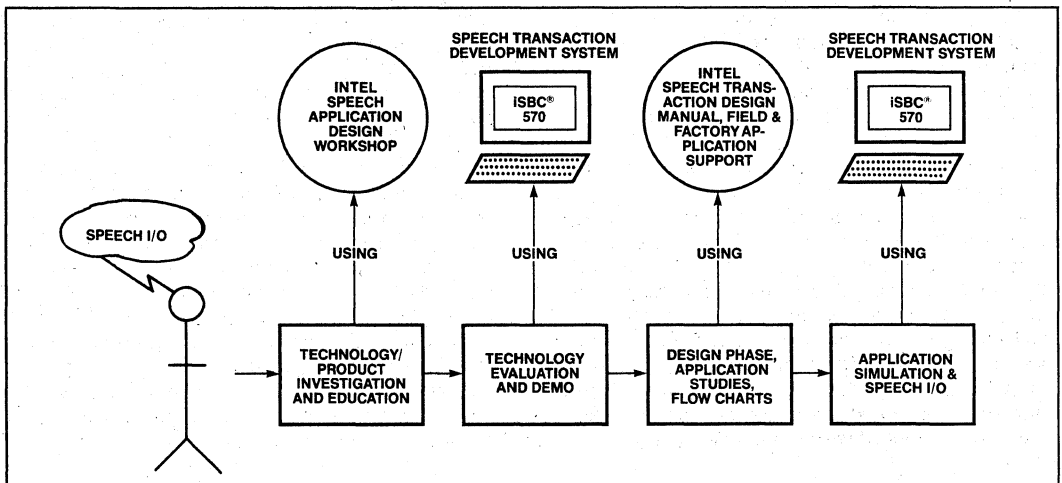 SPEECH TRANSACTION
DEVELOPMENT SYSTEM
SPEECH TRANSACTION
DEVELOPMENT SYSTEM
INTEL
SPEECH
APPLICATION
DESIGN
WORKSHOP
iSBC®
570
INTEL
SPEECH TRANS-
ACTION DESIGN
MANUAL, FIELD &
FACTORY AP-
PLICATION
SUPPORT
iSBC®
570
SPEECH I/O
USING
USING
USING
USING
TECHNOLOGY/
PRODUCT
INVESTIGATION
AND EDUCATION
TECHNOLOGY
EVALUATION
AND DEMO
DESIGN PHASE,
APPLICATION
STUDIES,
FLOW CHARTS
APPLICATION
SIMULATION &
SPEECH I/O